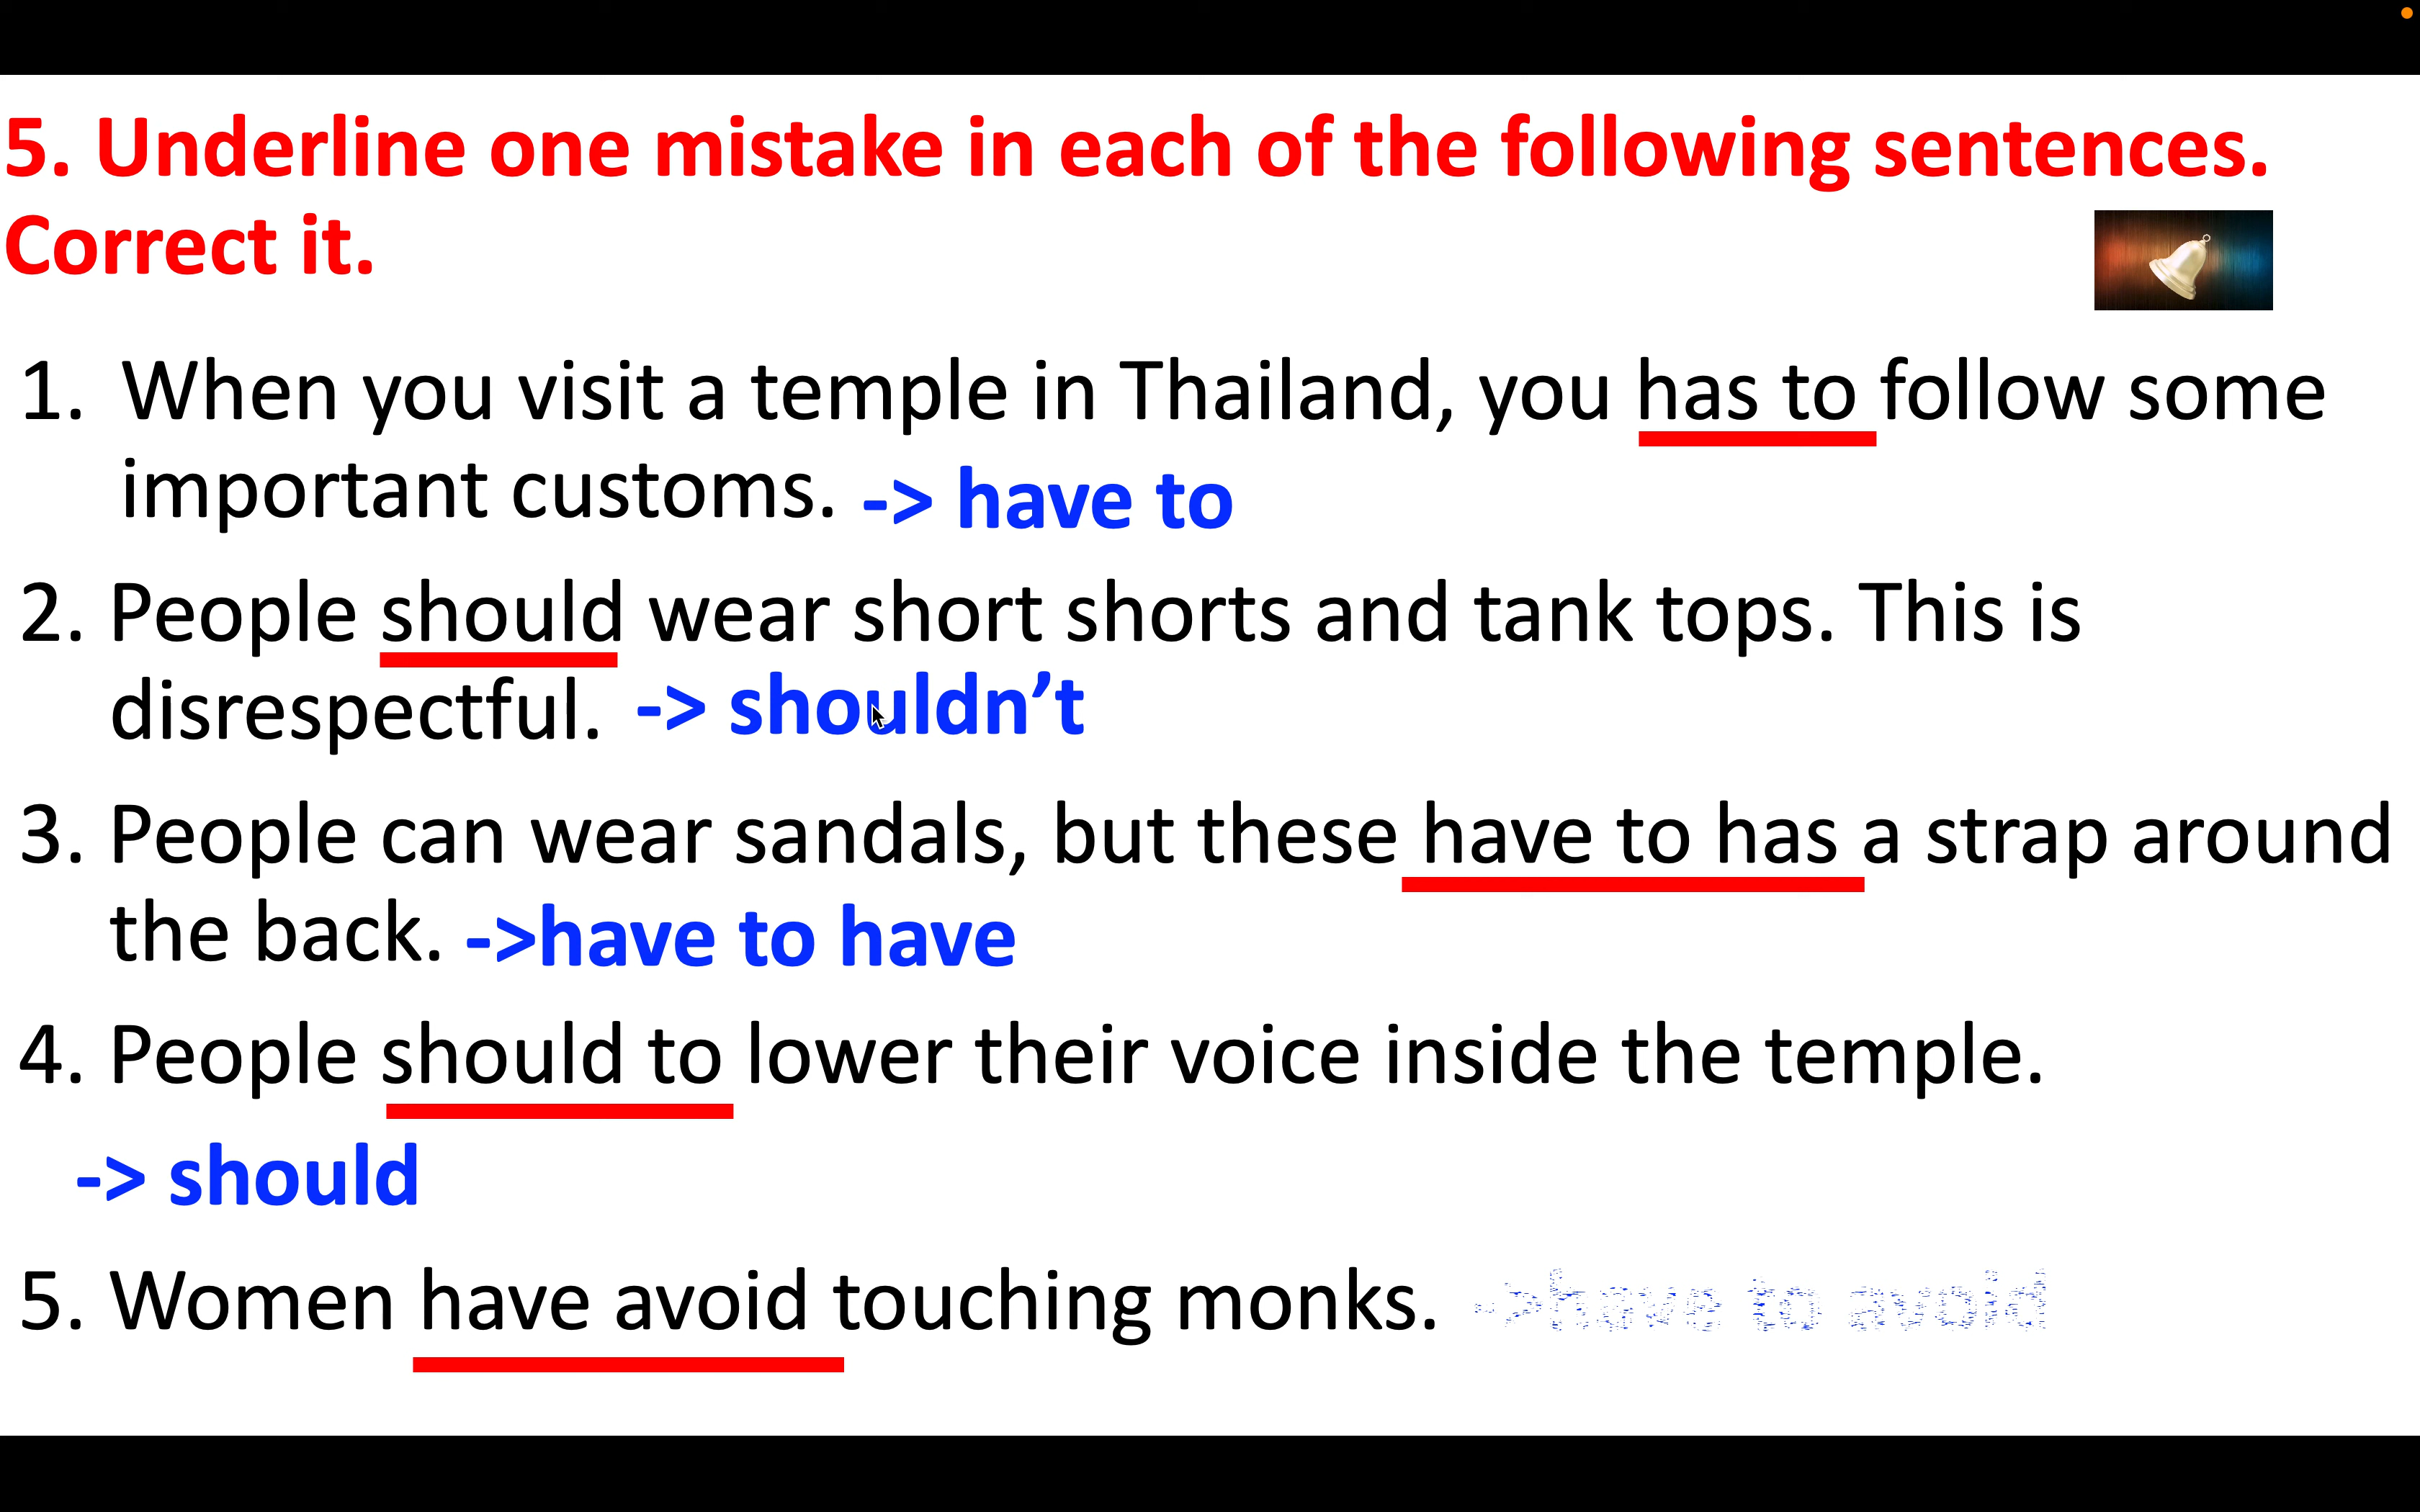 5. Underline one mistake in each of the following sentences.
Correct it.
1. When you visit a temple in Thailand, you has to follow some
important customs. -> have to
2. People should wear short shorts and tank tops. This is
disrespectful. -> shouldn't
3. People can wear sandals, but these have to has a strap around
the back. ->have to have
4. People should to lower their voice inside the temple.
-> should
5. Women have avoid touching monks. ->have to avoid